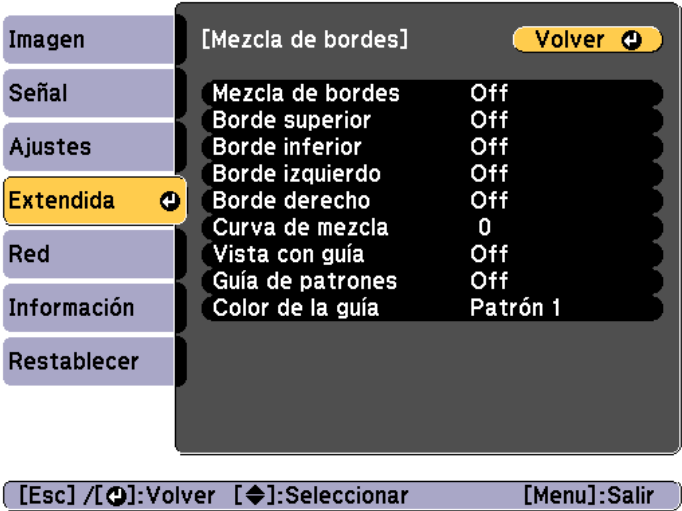 Imagen
Señal
Ajustes
Extendida
Red
Información
Restablecer
[Mezcla de bordes] Volver
Mezcla de bordes Off
Borde superior Off
Borde inferior Off
Borde izquierdo Off
Borde derecho Off
Curva de mezcla 0
Vista con guía Off
Guía de patrones Off
Color de la guía Patrón 1
[Esc] /[ ]:Volver [ ]:Seleccionar [Menu]:Salir